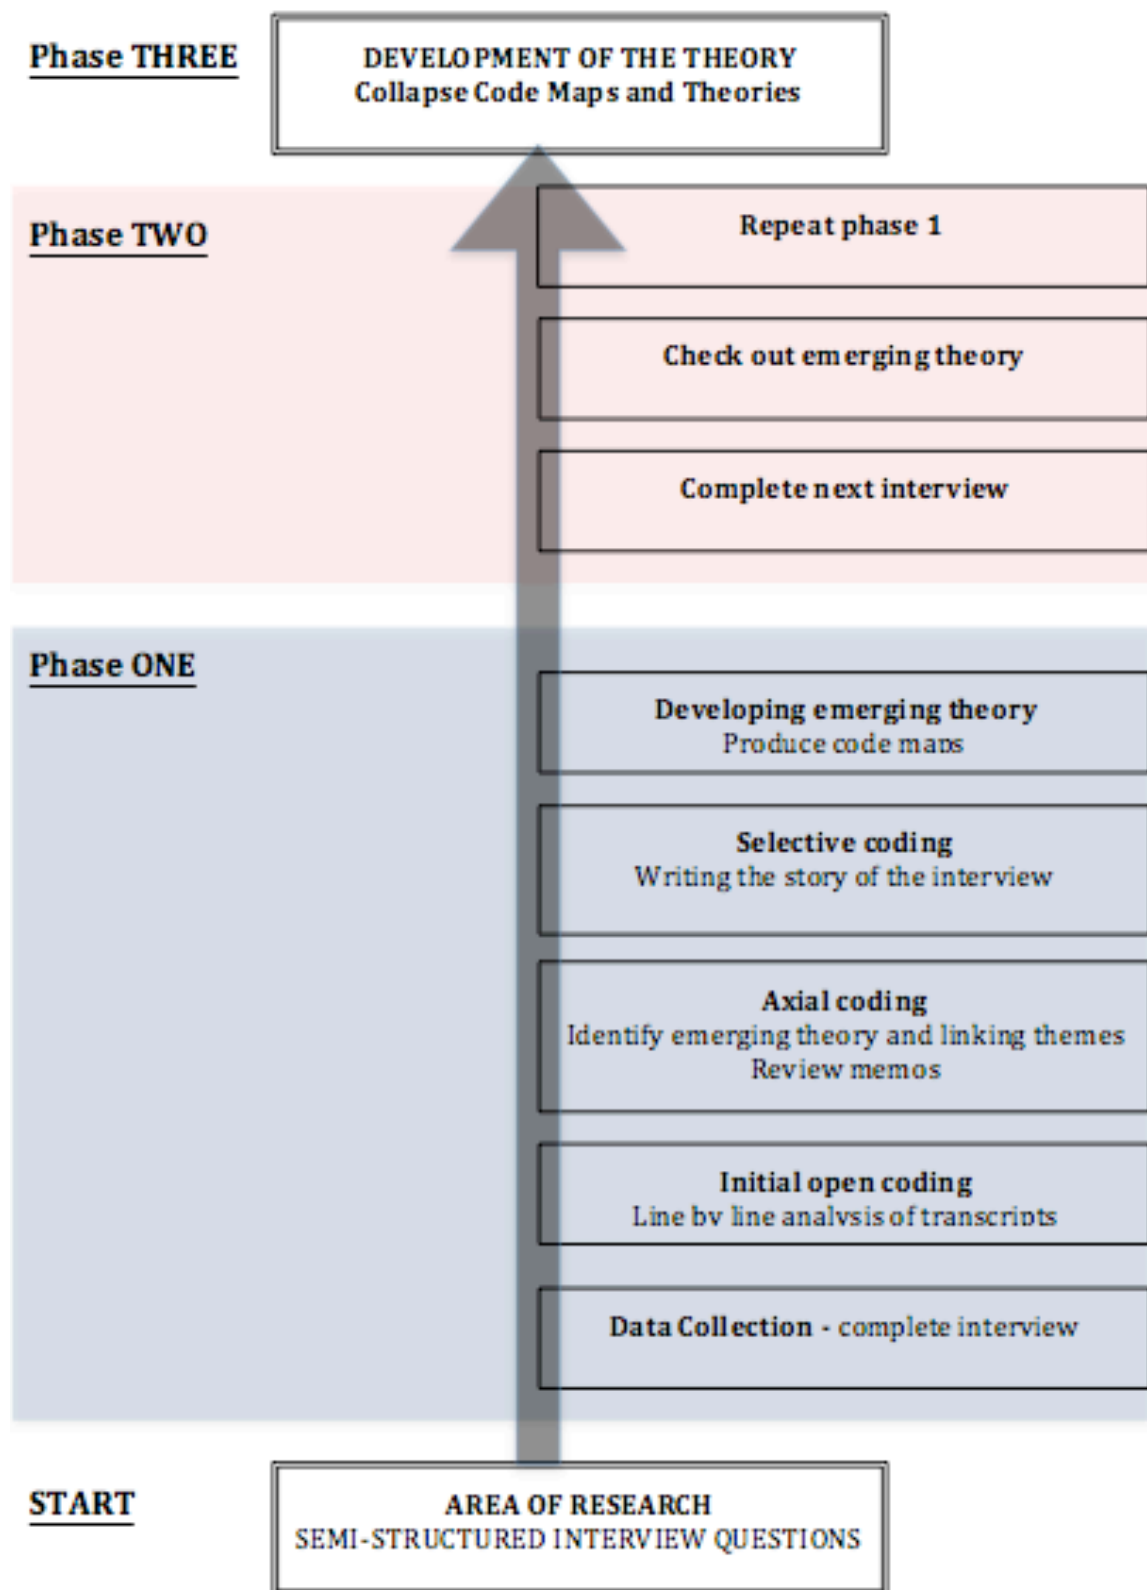 Phase THREE
DEVELOPMENT OF THE THEORY
Collapse Code Maps and Theories
Phase TWO
Repeat phase 1
Check out emerging theory
Complete next interview
Phase ONE
Developing emerging theory
Produce code maps
Selective coding
Writing the story of the interview
Axial coding
Identify emerging theory and linking themes
Review memos
Initial open coding
Line by line analysis of transcripts
Data Collection - complete interview
START
AREA OF RESEARCH
SEMI-STRUCTURED INTERVIEW QUESTIONS